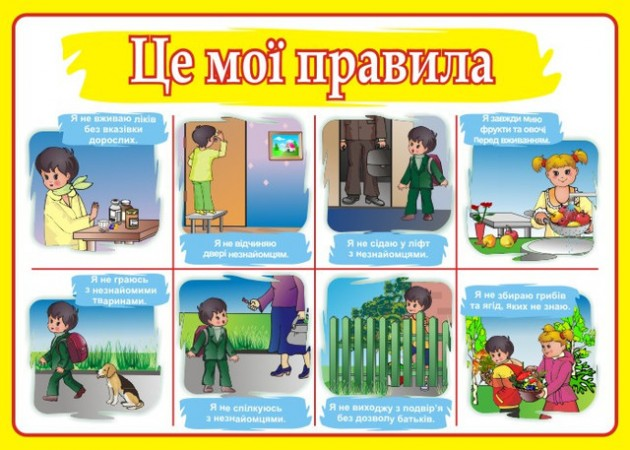 Це мої правила
Я не вживаю ліків
без вказівки
дорослих.
Я не відчиняю
двері незнайомцям.
Я не сідаю у ліфт
з незнайомцями.
Я завжди мию
фрукти та овочі
перед вживанням.
Я не граюсь
з незнайомими
тваринами.
Я не спілкуюсь
з незнайомцями.
Я не виходжу з подвір'я
без дозволу батьків.
Я не збираю грибів
та ягід, яких не знаю.